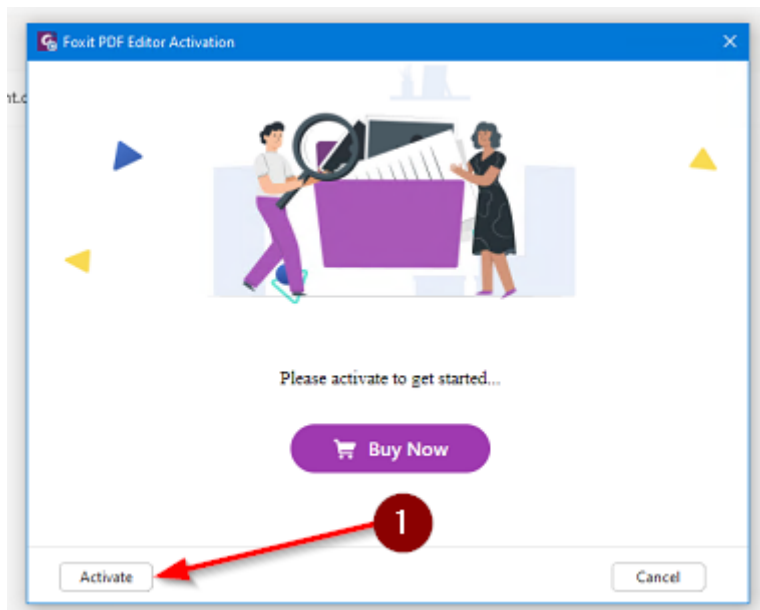 Foxit PDF Editor Activation
Please activate to get started...
Buy Now
1
Activate
Cancel